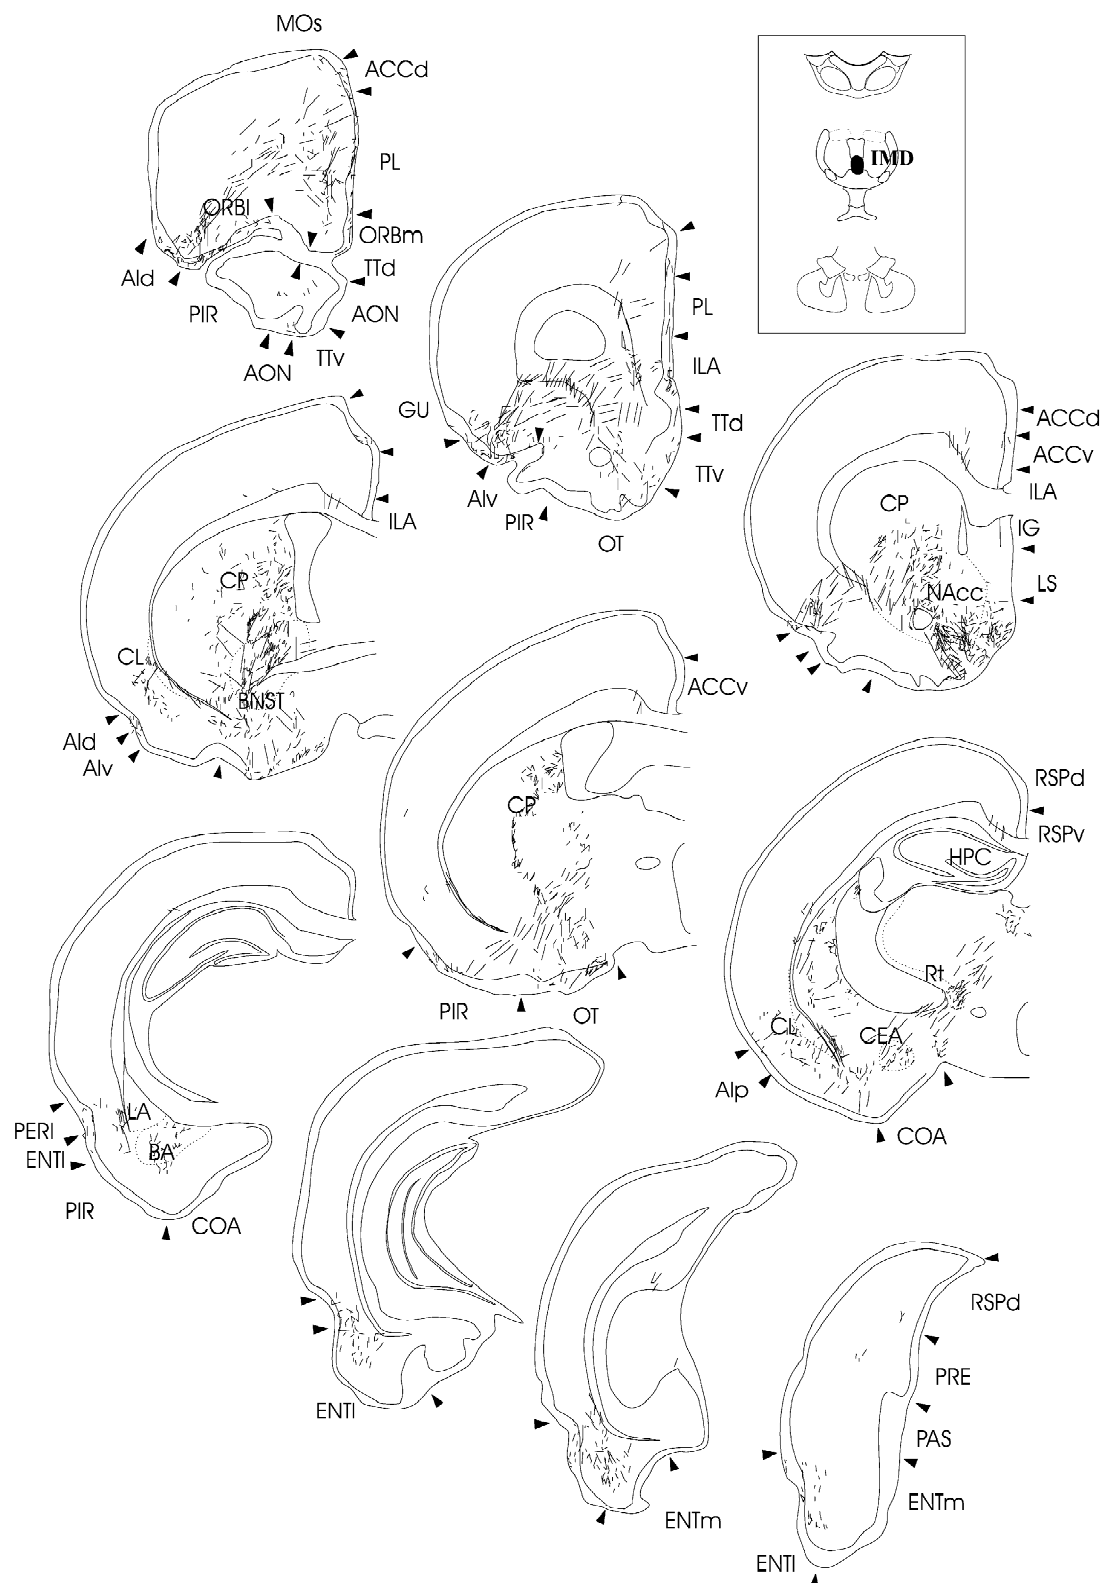 MOs
ACCd
PL
ORBl
ORBm
AId
TTd
PIR
AON
TTv
AON
IMD
PL
ILA
GU
TTd
AIv
TTv
PIR
OT
ACCd
ACCv
ILA
CP
IG
NAcc
LS
ILA
CP
CL
BNST
AId
AIv
ACCv
CP
PIR
OT
RSPd
RSPv
HPC
Rt
CL
CEA
AIp
COA
LA
PERI
BA
ENTl
PIR
COA
ENTl
ENTm
RSPd
PRE
PAS
ENTm
ENTl